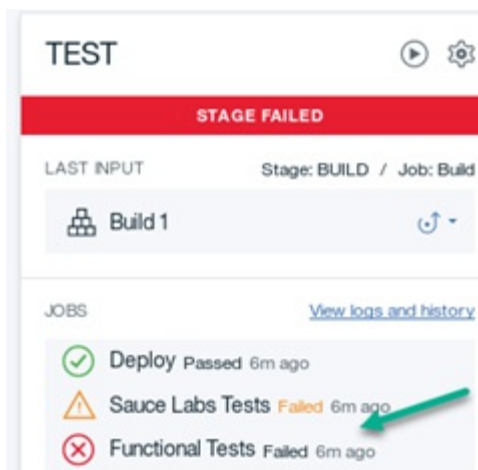 TEST
STAGE FAILED
LAST INPUT Stage: BUILD / Job: Build
Build 1
JOBS View logs and history
Deploy Passed 6m ago
Sauce Labs Tests Failed 6m ago
Functional Tests Failed 6m ago